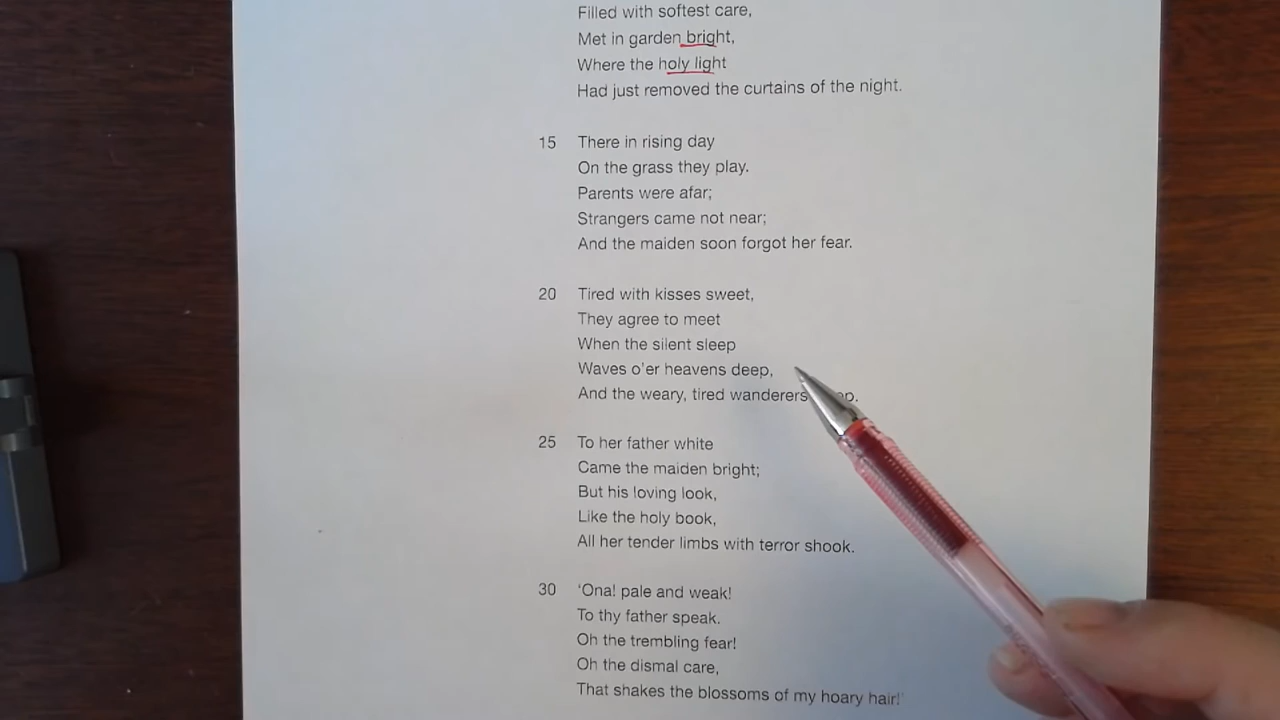 Filled with softest care,
Met in garden bright,
Where the holy light
Had just removed the curtains of the night.
15 There in rising day
On the grass they play.
Parents were afar;
Strangers came not near;
And the maiden soon forgot her fear.
20 Tired with kisses sweet,
They agree to meet
When the silent sleep
Waves o'er heavens deep,
And the weary, tired wanderers
25 To her father white
Came the maiden bright;
But his loving look,
Like the holy book,
All her tender limbs with terror shook.
30 'Ona! pale and weak!
To thy father speak.
Oh the trembling fear!
Oh the dismal care,
That shakes the blossoms of my hoary hair!'